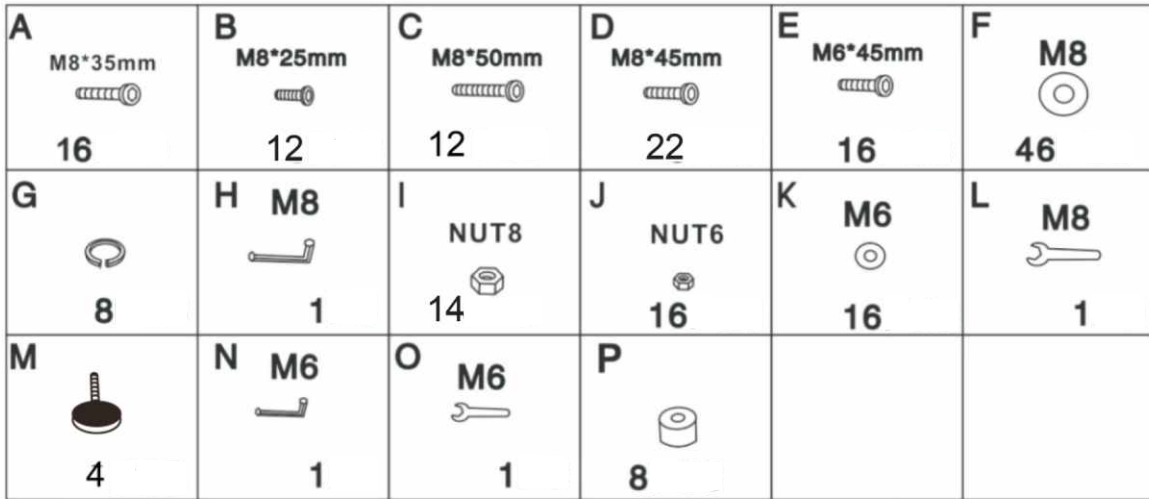 A B C D E F
M8*35mm M8*25mm M8*50mm M8*45mm M6*45mm M8
16 12 12 22 16 46
G H M8 I J K M6 L M8
NUT8 NUT6
8 1 14 16 16 1
M N M6 O M6 P
4 1 1 8